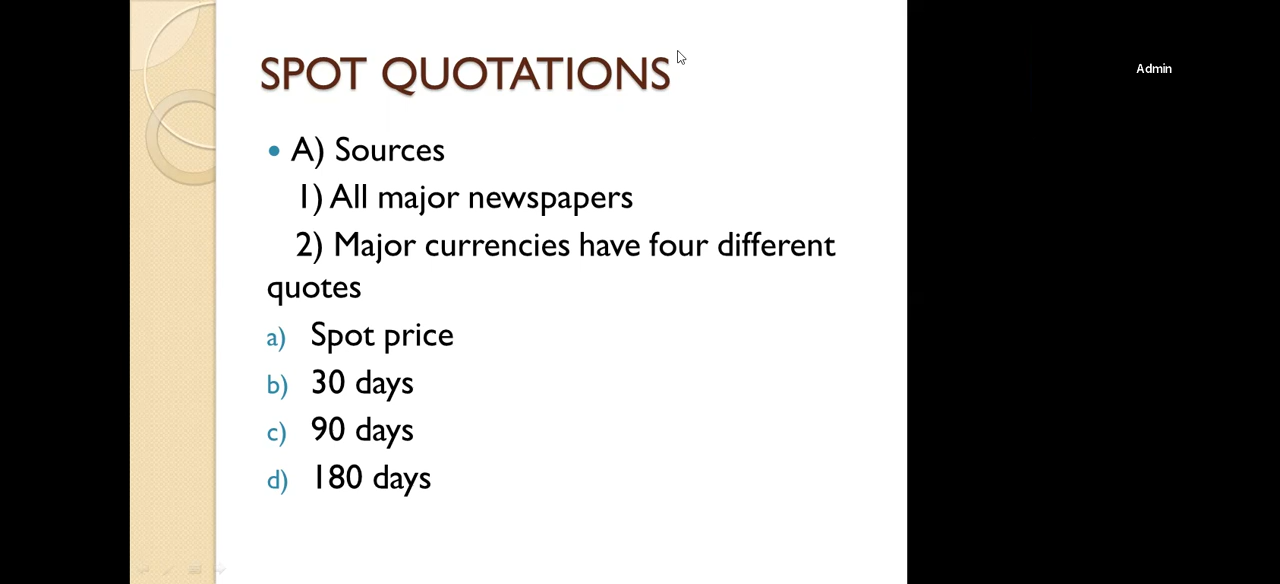 SPOT QUOTATIONS
Admin
• A) Sources
1) All major newspapers
2) Major currencies have four different
quotes
a) Spot price
b) 30 days
c) 90 days
d) 180 days